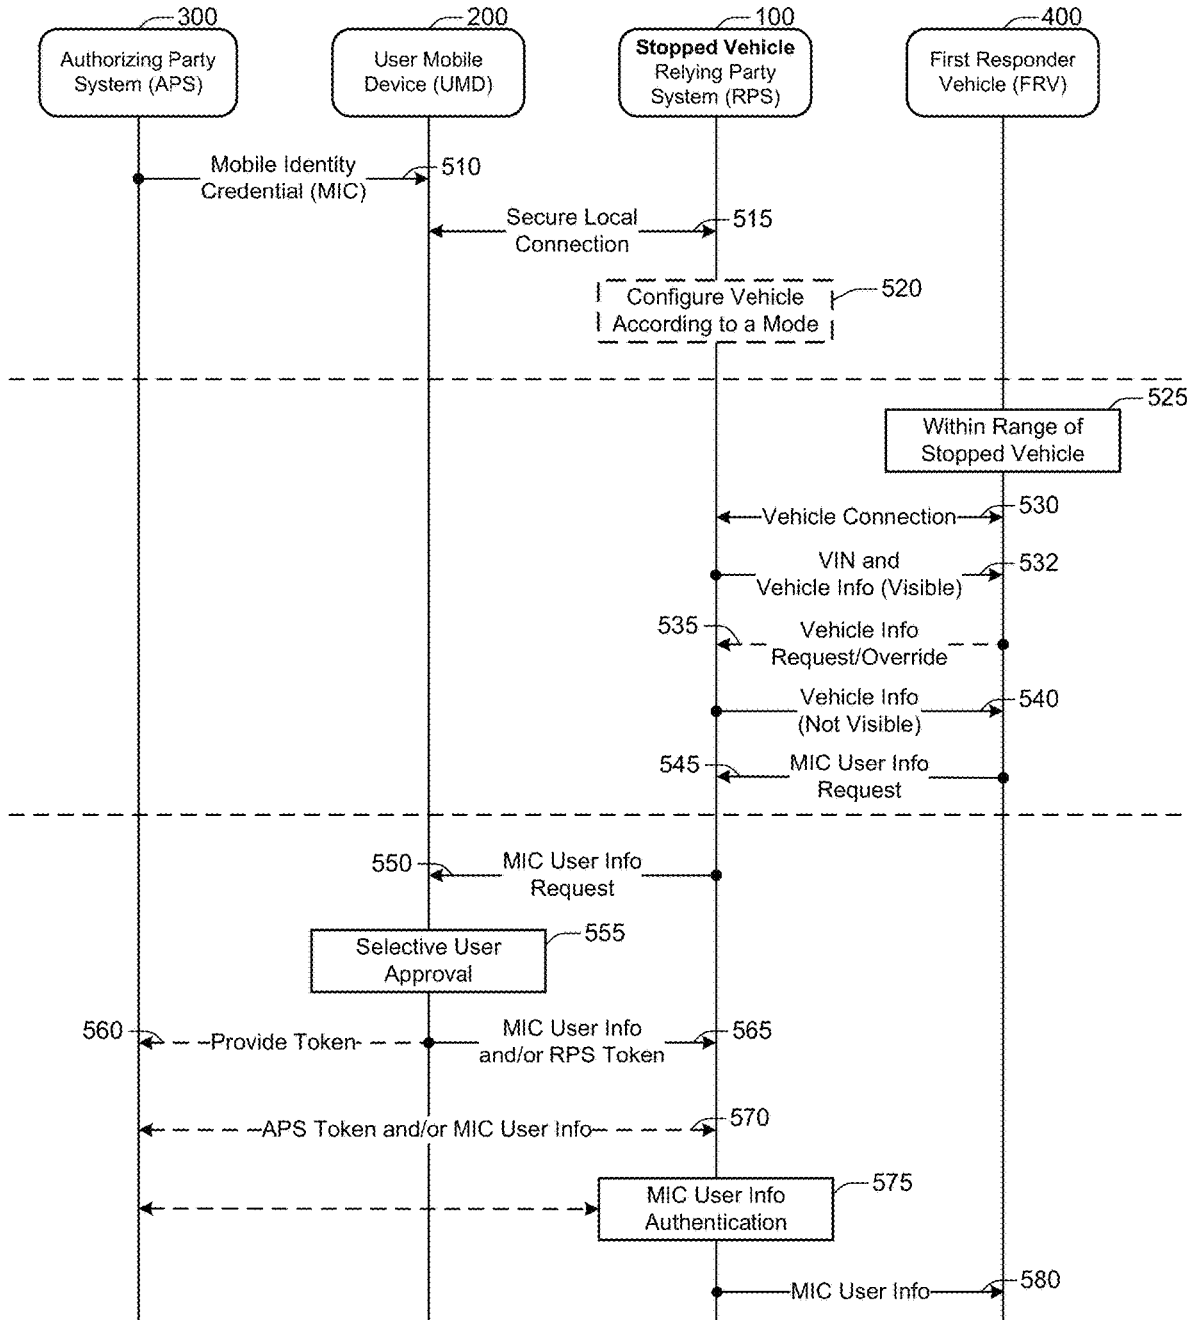 300
200
100
400
Authorizing Party
System (APS)
User Mobile
Device (UMD)
Stopped Vehicle
Relying Party
System (RPS)
First Responder
Vehicle (FRV)
Mobile Identity
Credential (MIC)
510
Secure Local
Connection
515
Configure Vehicle
According to a Mode
520
525
Within Range of
Stopped Vehicle
Vehicle Connection
530
VIN and
Vehicle Info (Visible)
532
535
Vehicle Info
Request/Override
Vehicle Info
(Not Visible)
540
545
MIC User Info
Request
550
MIC User Info
Request
Selective User
Approval
555
560
Provide Token
MIC User Info
and/or RPS Token
565
APS Token and/or MIC User Info
570
MIC User Info
Authentication
575
MIC User Info
580